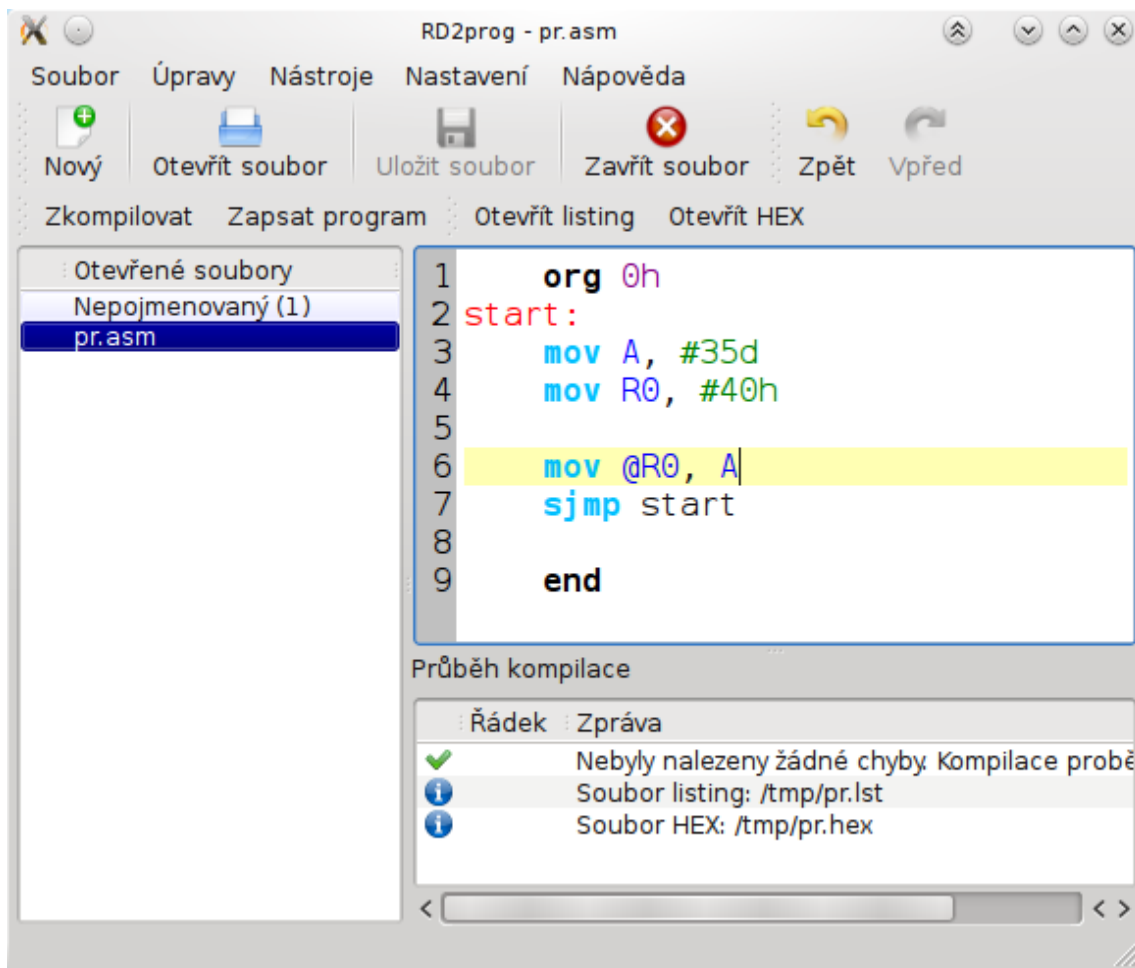 RD2prog - pr.asm
Soubor Úpravy Nástroje Nastavení Nápověda
Nový Otevřít soubor Uložit soubor Zavřít soubor Zpět Vpřed
Zkompilovat Zapsat program Otevřít listing Otevřít HEX
Otevřené soubory
Nepojmenovaný (1)
pr.asm
1 org 0h
2 start:
3 mov A, #35d
4 mov R0, #40h
5
6 mov @R0, A
7 sjmp start
8
9 end
Průběh kompilace
Řádek Zpráva
Nebyly nalezeny žádné chyby. Kompilace probě
Soubor listing: /tmp/pr.lst
Soubor HEX: /tmp/pr.hex